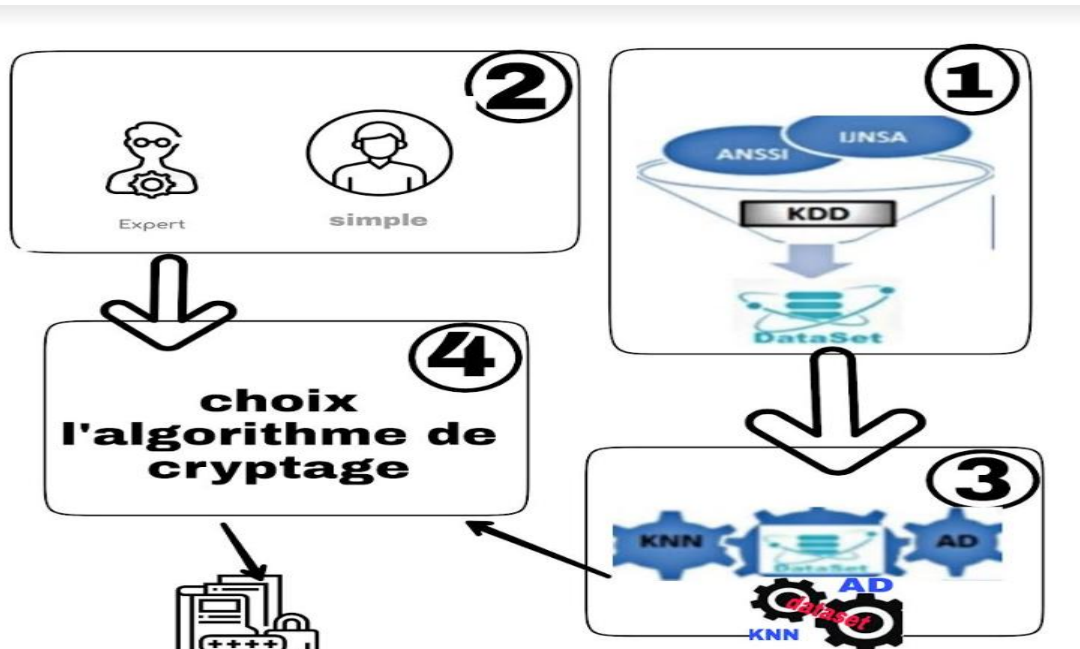 2
Expert
simple
1
ANSSI
IJNSA
KDD
DataSet
4
choix
l'algorithme de
cryptage
3
KNN
DataSet
AD
AD
dataset
KNN